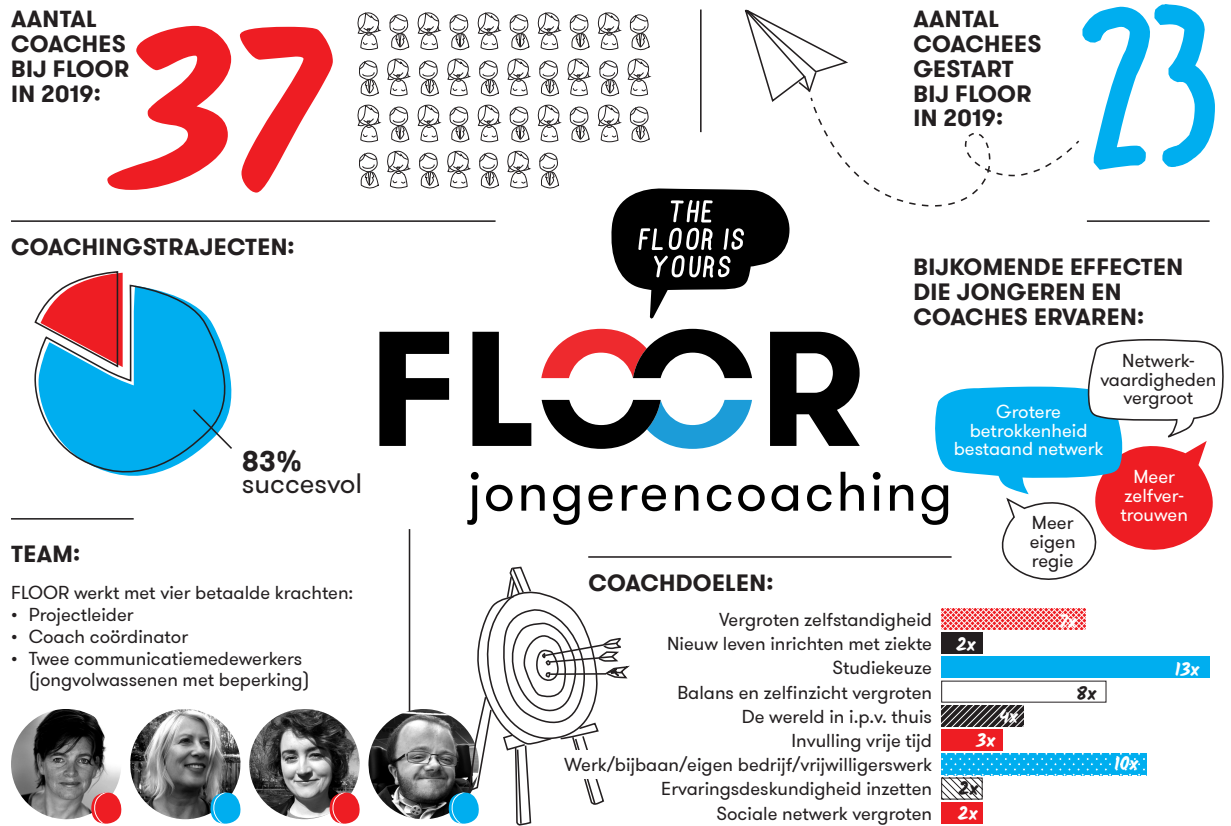 AANTAL
COACHES
BIJ FLOOR
IN 2019:
37
AANTAL
COACHEES
GESTART
BIJ FLOOR
IN 2019:
23
THE
FLOOR IS
YOURS
FLOOR
jongerencoaching
COACHINGSTRAJECTEN:
83%
succesvol
BIJKOMENDE EFFECTEN
DIE JONGEREN EN
COACHES ERVAREN:
Netwerk-
vaardigheden
vergroot
Grotere
betrokkenheid
bestaand netwerk
Meer
zelfver-
trouwen
Meer
eigen
regie
TEAM:
FLOOR werkt met vier betaalde krachten:
• Projectleider
• Coach coördinator
• Twee communicatiemedewerkers
(jongvolwassenen met beperking)
COACHDOELEN:
Vergroten zelfstandigheid 7x
Nieuw leven inrichten met ziekte 2x
Studiekeuze 13x
Balans en zelfinzicht vergroten 8x
De wereld in i.p.v. thuis 4x
Invulling vrije tijd 3x
Werk/bijbaan/eigen bedrijf/vrijwilligerswerk 10x
Ervaringsdeskundigheid inzetten 2x
Sociale netwerk vergroten 2x